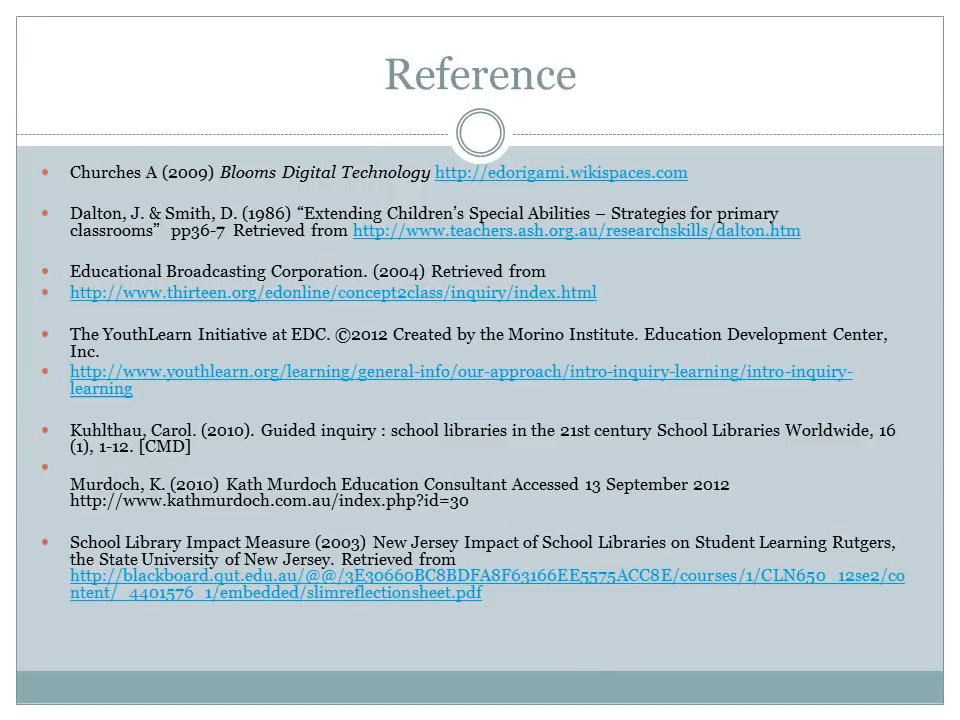 Reference
Churches A (2009) Blooms Digital Technology http://edorigami.wikispaces.com
Dalton, J. & Smith, D. (1986) “Extending Children’s Special Abilities – Strategies for primary
classrooms” pp36-7 Retrieved from http://www.teachers.ash.org.au/researchskills/dalton.htm
Educational Broadcasting Corporation. (2004) Retrieved from
http://www.thirteen.org/edonline/concept2class/inquiry/index.html
The YouthLearn Initiative at EDC. ©2012 Created by the Morino Institute. Education Development Center,
Inc.
http://www.youthlearn.org/learning/general-info/our-approach/intro-inquiry-learning/intro-inquiry-
learning
Kuhlthau, Carol. (2010). Guided inquiry : school libraries in the 21st century School Libraries Worldwide, 16
(1), 1-12. [CMD]
Murdoch, K. (2010) Kath Murdoch Education Consultant Accessed 13 September 2012
http://www.kathmurdoch.com.au/index.php?id=30
School Library Impact Measure (2003) New Jersey Impact of School Libraries on Student Learning Rutgers,
the State University of New Jersey. Retrieved from
http://blackboard.qut.edu.au/@@/3E30660BC8BDFA8F63166EE5575ACC8E/courses/1/CLN650_12se2/co
ntent/_4401576_1/embedded/slimreflectionsheet.pdf